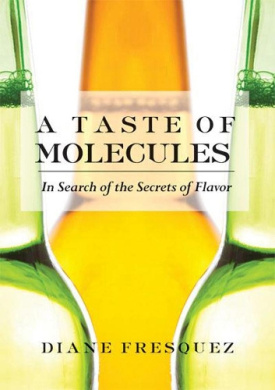 A TASTE OF
MOLECULES
In Search of the Secrets of Flavor
DIANE FRESQUEZ